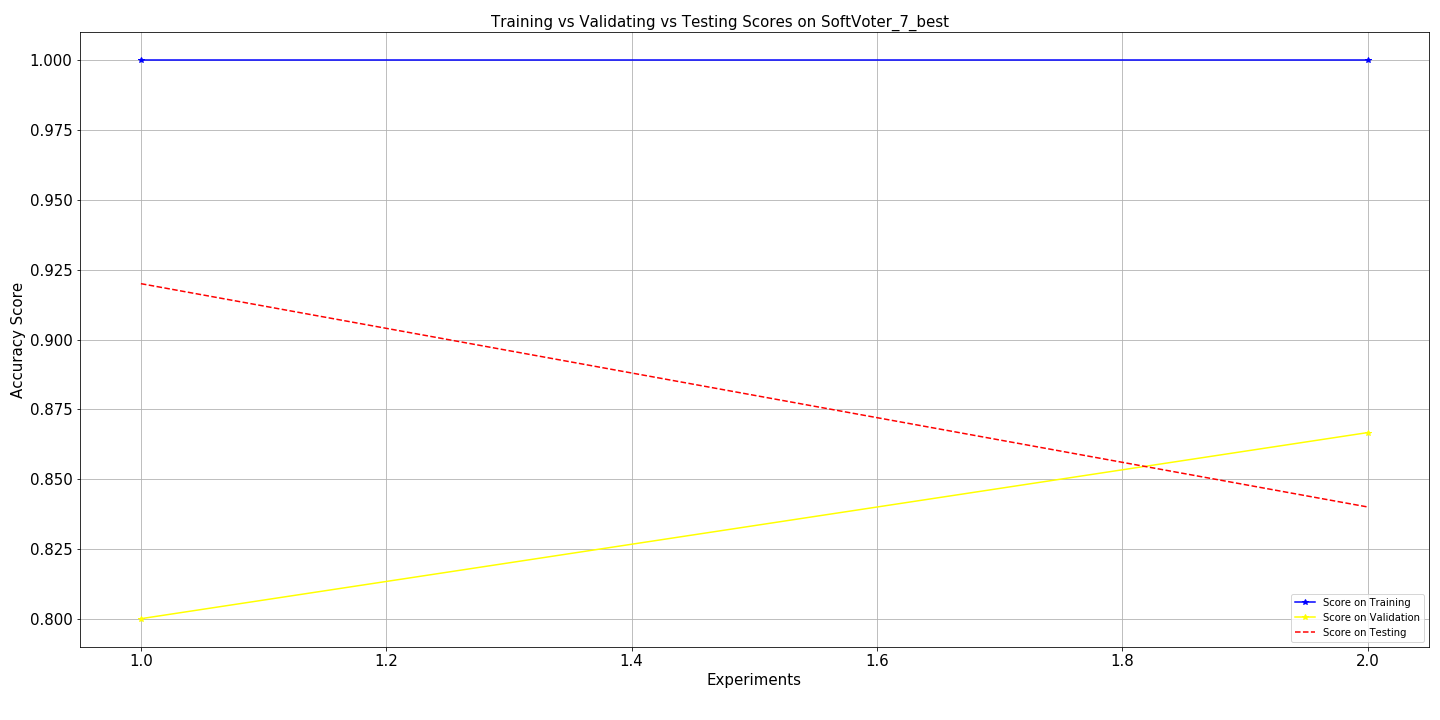 Training vs Validating vs Testing Scores on SoftVoter_7_best
1.000
0.975
0.950
0.925
0.900
0.875
0.850
0.825
0.800
Accuracy Score
Score on Training
Score on Validation
Score on Testing
1.0 1.2 1.4 1.6 1.8 2.0
Experiments